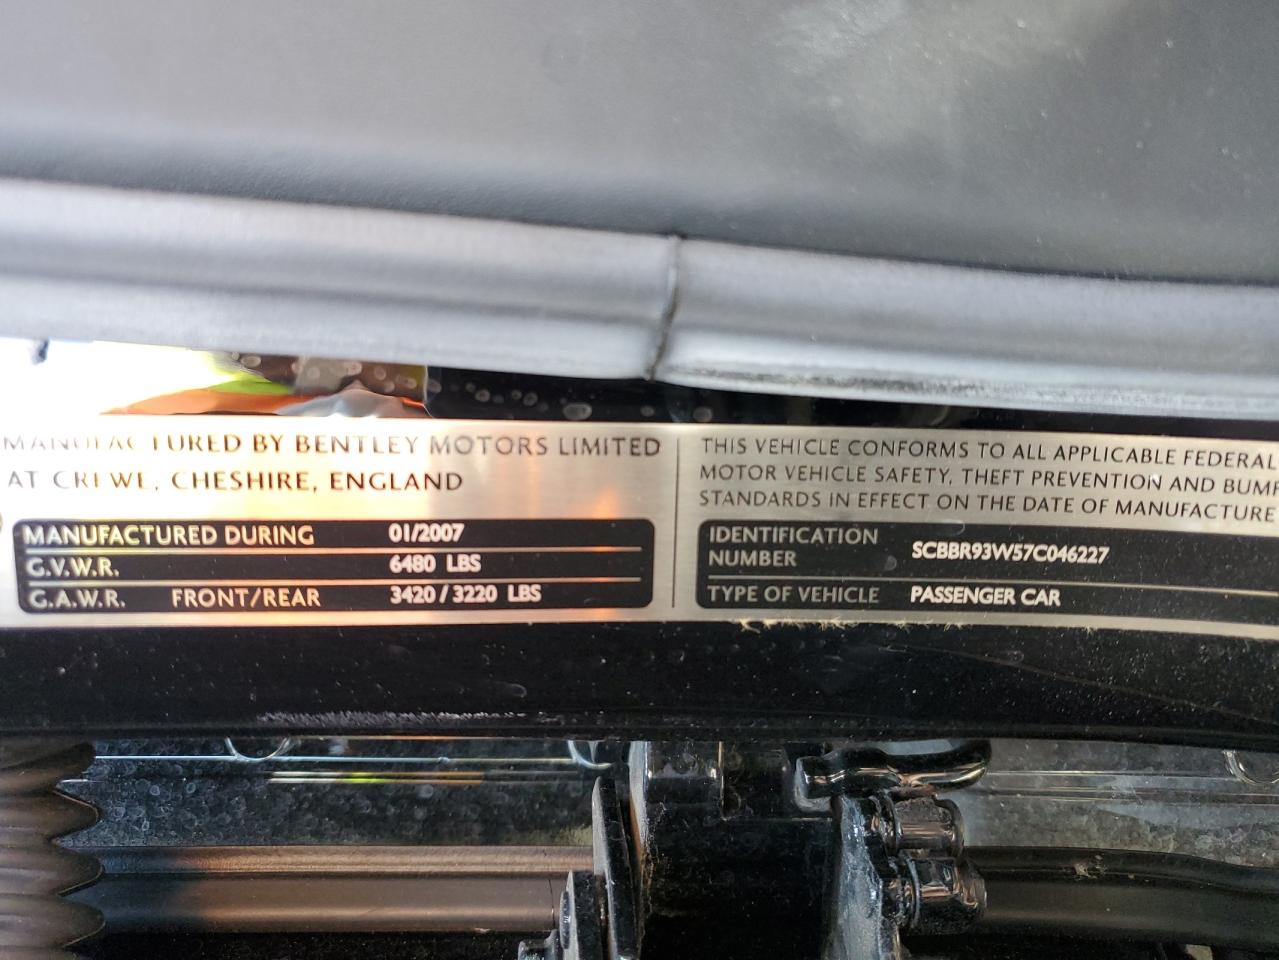 MANUFACTURED BY BENTLEY MOTORS LIMITED
AT CREWE, CHESHIRE, ENGLAND
MANUFACTURED DURING 01/2007
G.V.W.R. 6480 LBS
G.A.W.R. FRONT/REAR 3420 / 3220 LBS
THIS VEHICLE CONFORMS TO ALL APPLICABLE FEDERAL
MOTOR VEHICLE SAFETY, THEFT PREVENTION AND BUMP
STANDARDS IN EFFECT ON THE DATE OF MANUFACTURE
IDENTIFICATION
NUMBER SCBBR93W57C046227
TYPE OF VEHICLE PASSENGER CAR